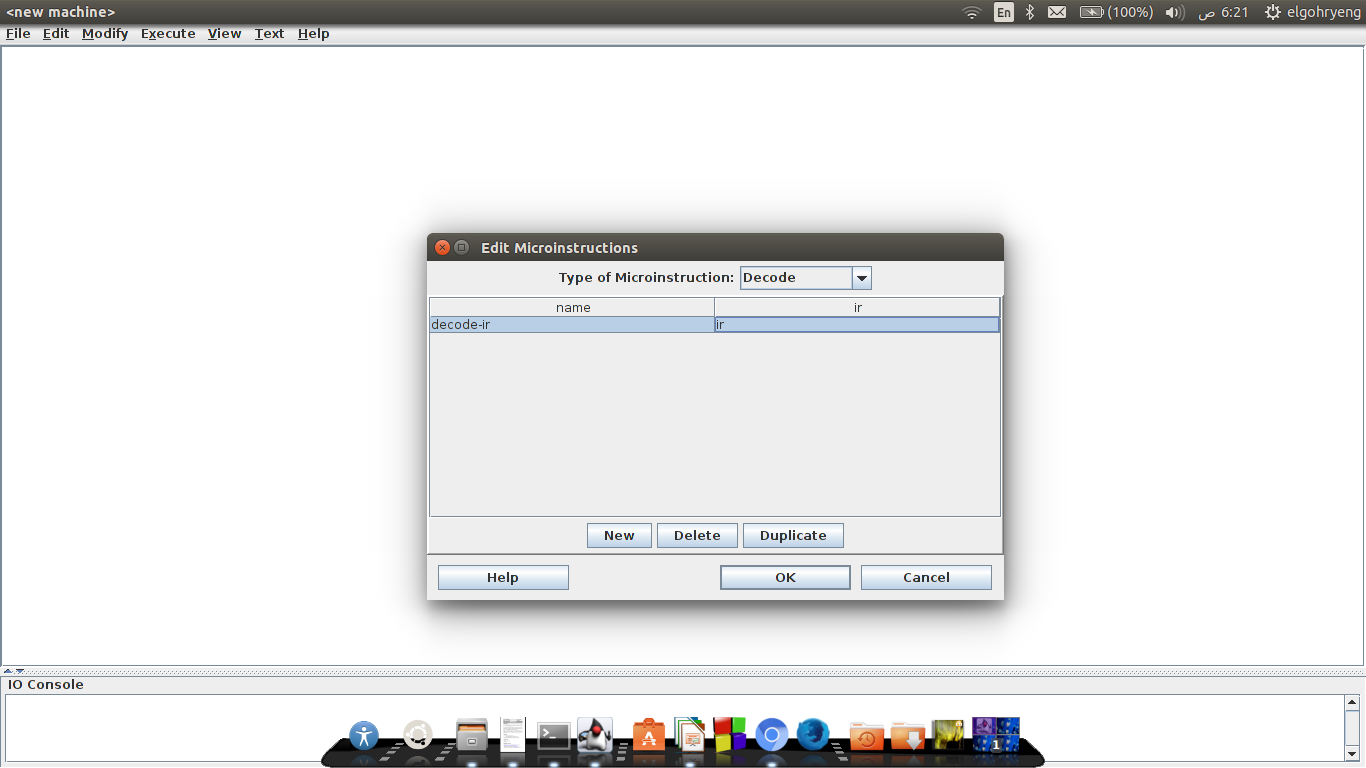 <new machine>
En (100%) ص 6:21 elgohryeng
File Edit Modify Execute View Text Help
Edit Microinstructions
Type of Microinstruction: Decode
name ir
decode-ir ir
New Delete Duplicate
Help OK Cancel
IO Console
1